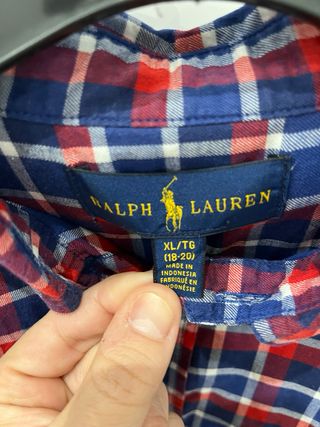 RALPH LAUREN
XL/TG
(18-20)
MADE IN
INDONESIA
FABRIQUÉ EN
INDONÉSIE